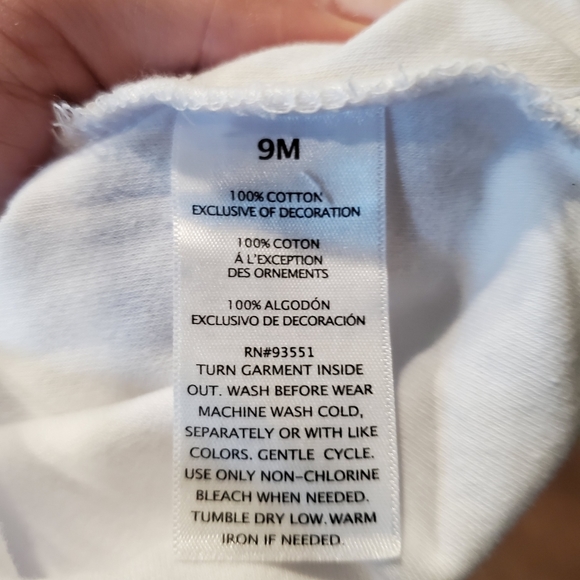 9M
100% COTTON
EXCLUSIVE OF DECORATION
100% COTON
Á L'EXCEPTION
DES ORNEMENTS
100% ALGODÓN
EXCLUSIVO DE DECORACIÓN
RN#93551
TURN GARMENT INSIDE
OUT. WASH BEFORE WEAR
MACHINE WASH COLD,
SEPARATELY OR WITH LIKE
COLORS. GENTLE CYCLE.
USE ONLY NON-CHLORINE
BLEACH WHEN NEEDED.
TUMBLE DRY LOW. WARM
IRON IF NEEDED.